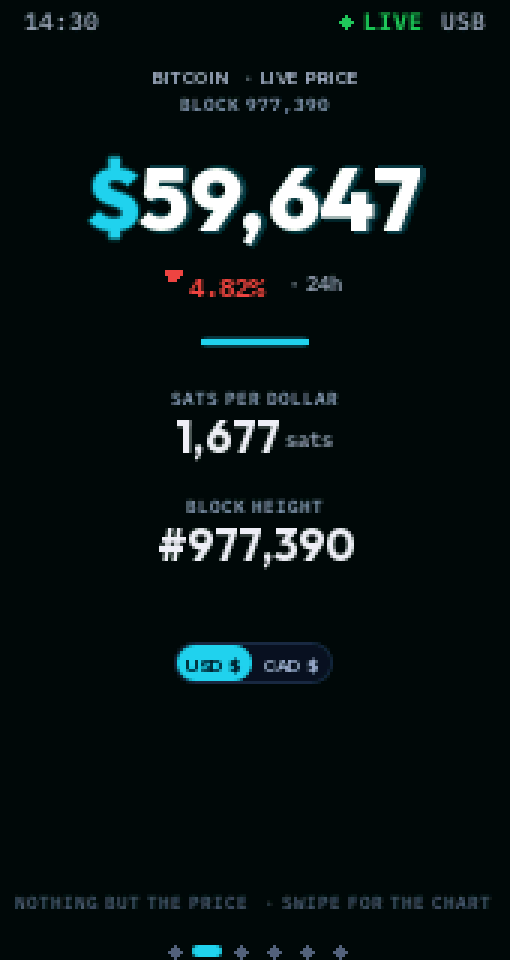 14:30 LIVE USB
BITCOIN · LIVE PRICE
BLOCK 977,390
$59,647
4.82% · 24h
SATS PER DOLLAR
1,677 sats
BLOCK HEIGHT
#977,390
USD $ CAD $
NOTHING BUT THE PRICE · SWIPE FOR THE CHART